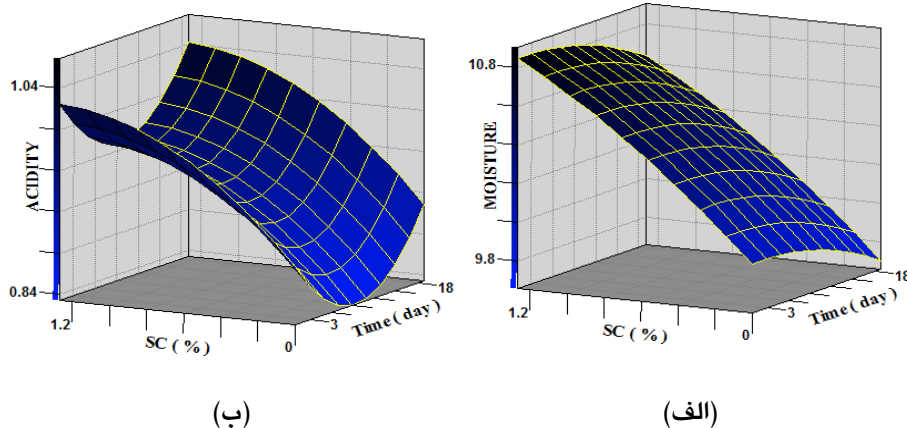 1.04
ACIDITY
0.84
1.2
SC ( % )
0
3
Time ( day )
18
(ب)
10.8
MOISTURE
9.8
1.2
SC ( % )
0
3
Time ( day )
18
(الف)